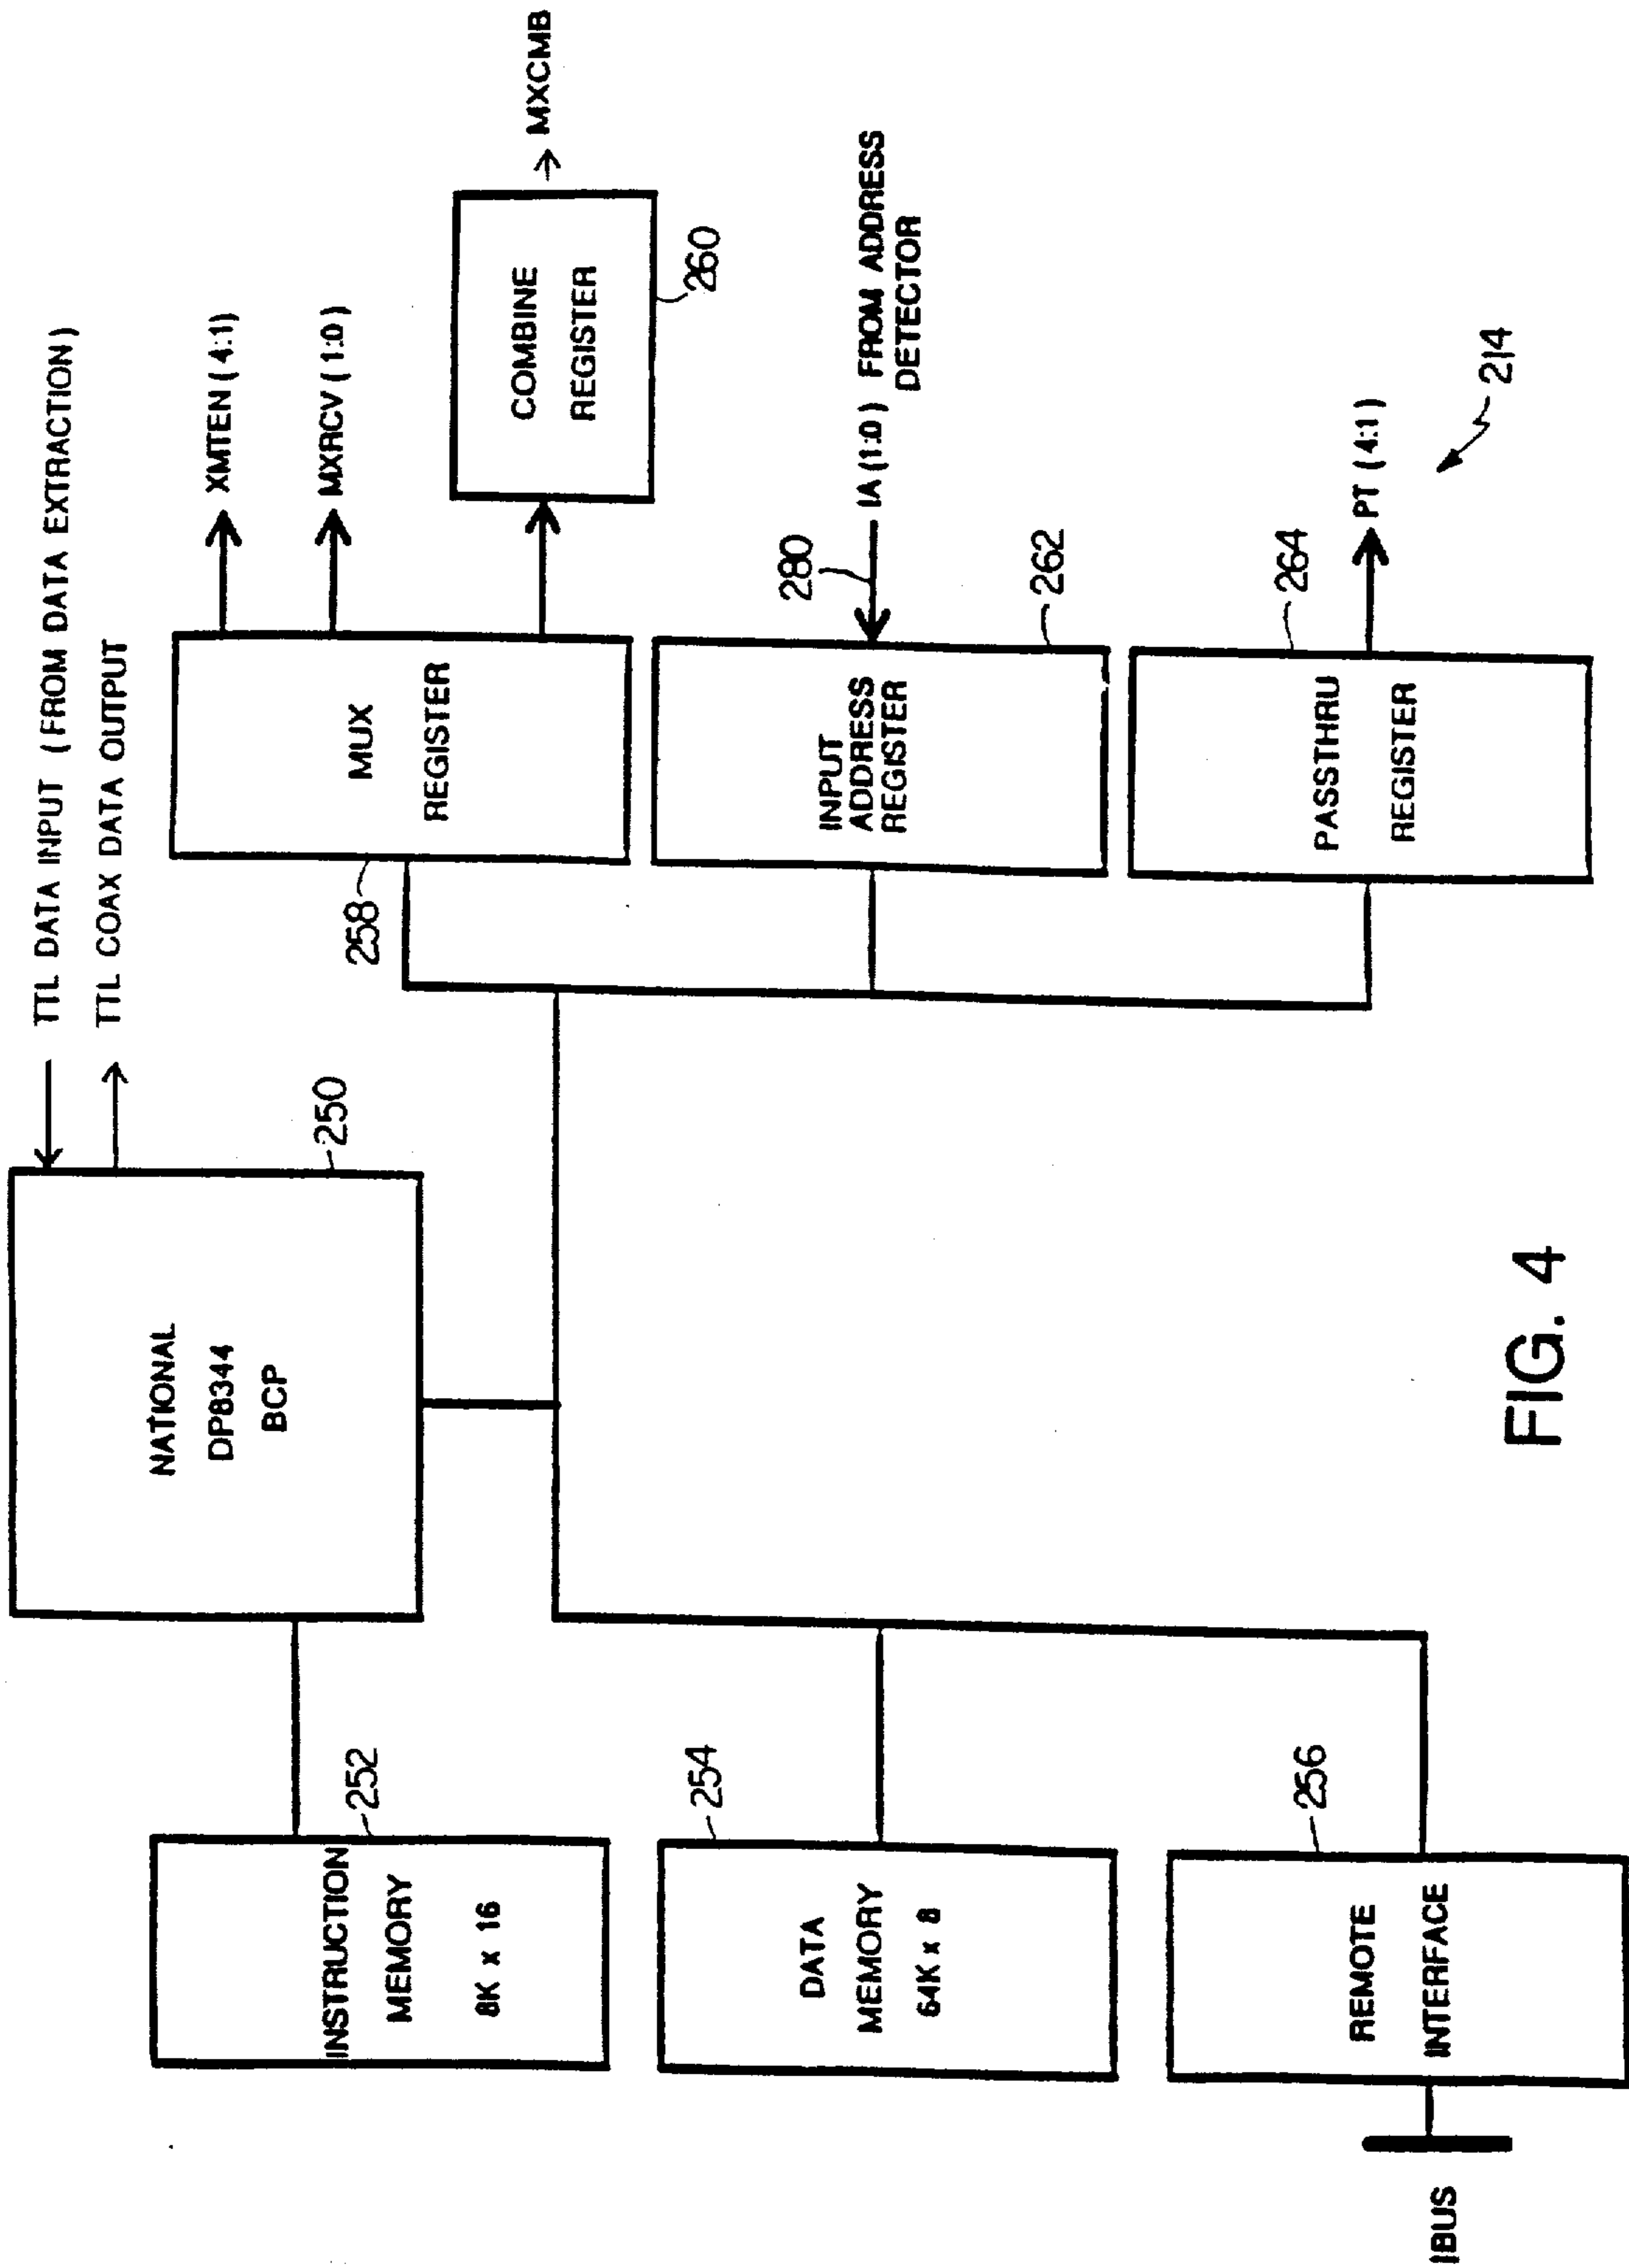 TTL DATA INPUT (FROM DATA EXTRACTION)
TTL COAX DATA OUTPUT
NATIONAL
DP8344
BCP
250
INSTRUCTION
MEMORY
8K x 16
252
DATA
MEMORY
64K x 8
254
REMOTE
INTERFACE
256
IBUS
MUX
REGISTER
258
XMTEN (4:1)
MXRCV (1:0)
COMBINE
REGISTER
260
MXCMB
INPUT
ADDRESS
REGISTER
262
280
IA (1:0) FROM ADDRESS
DETECTOR
PASSTHRU
REGISTER
264
PT (4:1)
214
FIG. 4